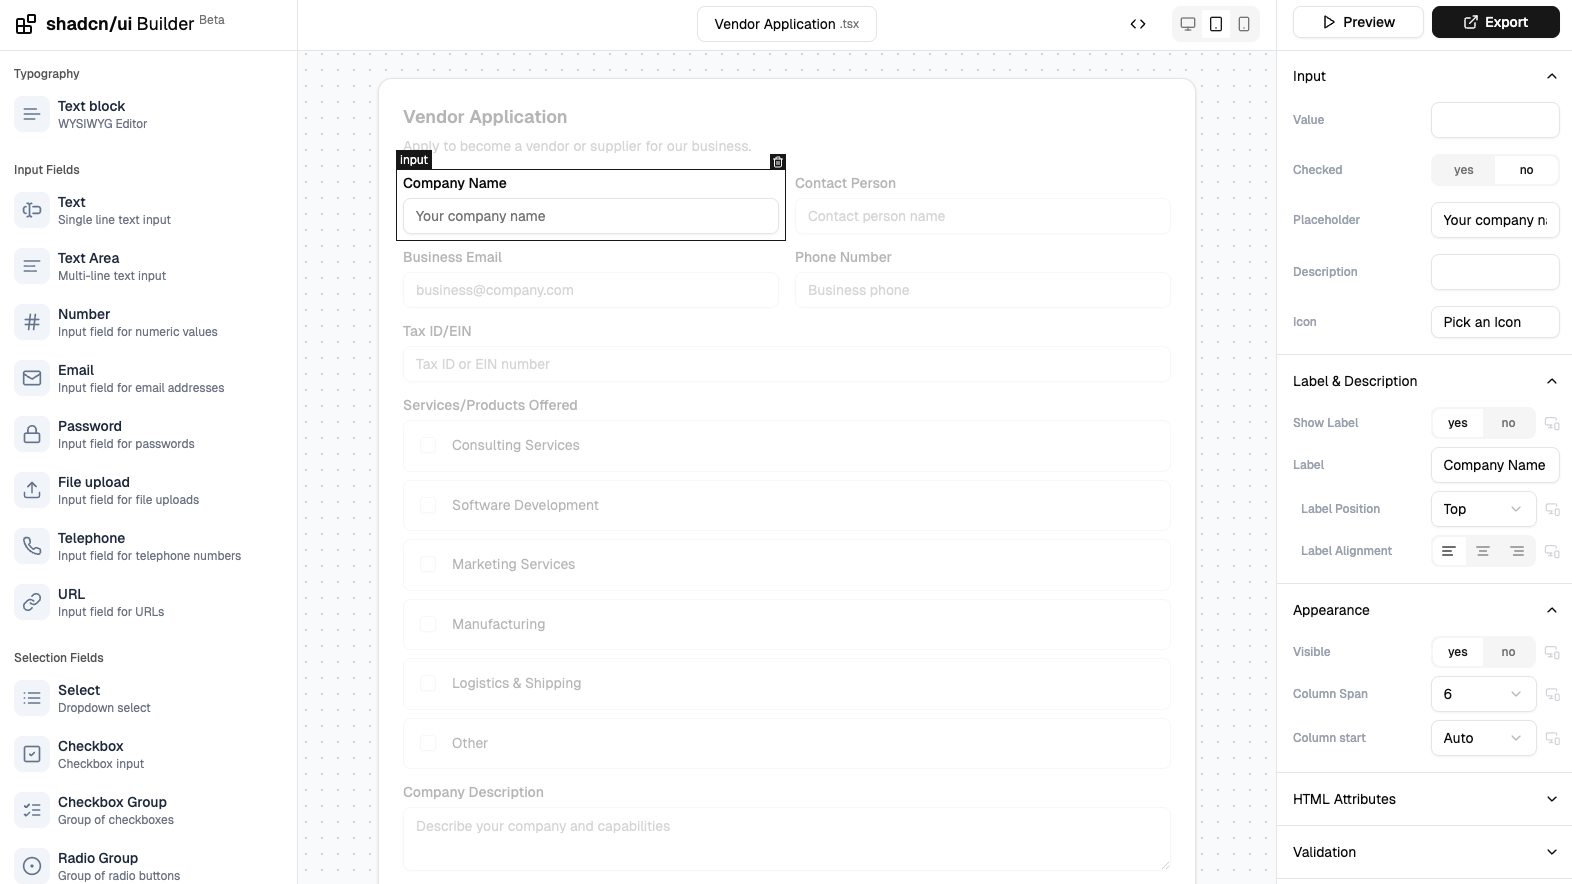 shadcn/ui Builder Beta
Vendor Application .tsx
Preview
Export
Typography
Text block
WYSIWYG Editor
Input Fields
Text
Single line text input
Text Area
Multi-line text input
Number
Input field for numeric values
Email
Input field for email addresses
Password
Input field for passwords
File upload
Input field for file uploads
Telephone
Input field for telephone numbers
URL
Input field for URLs
Selection Fields
Select
Dropdown select
Checkbox
Checkbox input
Checkbox Group
Group of checkboxes
Radio Group
Group of radio buttons
Vendor Application
Apply to become a vendor or supplier for our business.
input
Company Name
Your company name
Contact Person
Contact person name
Business Email
business@company.com
Phone Number
Business phone
Tax ID/EIN
Tax ID or EIN number
Services/Products Offered
Consulting Services
Software Development
Marketing Services
Manufacturing
Logistics & Shipping
Other
Company Description
Describe your company and capabilities
Input
Value
Checked yes no
Placeholder Your company n
Description
Icon Pick an Icon
Label & Description
Show Label yes no
Label Company Name
Label Position Top
Label Alignment
Appearance
Visible yes no
Column Span 6
Column start Auto
HTML Attributes
Validation